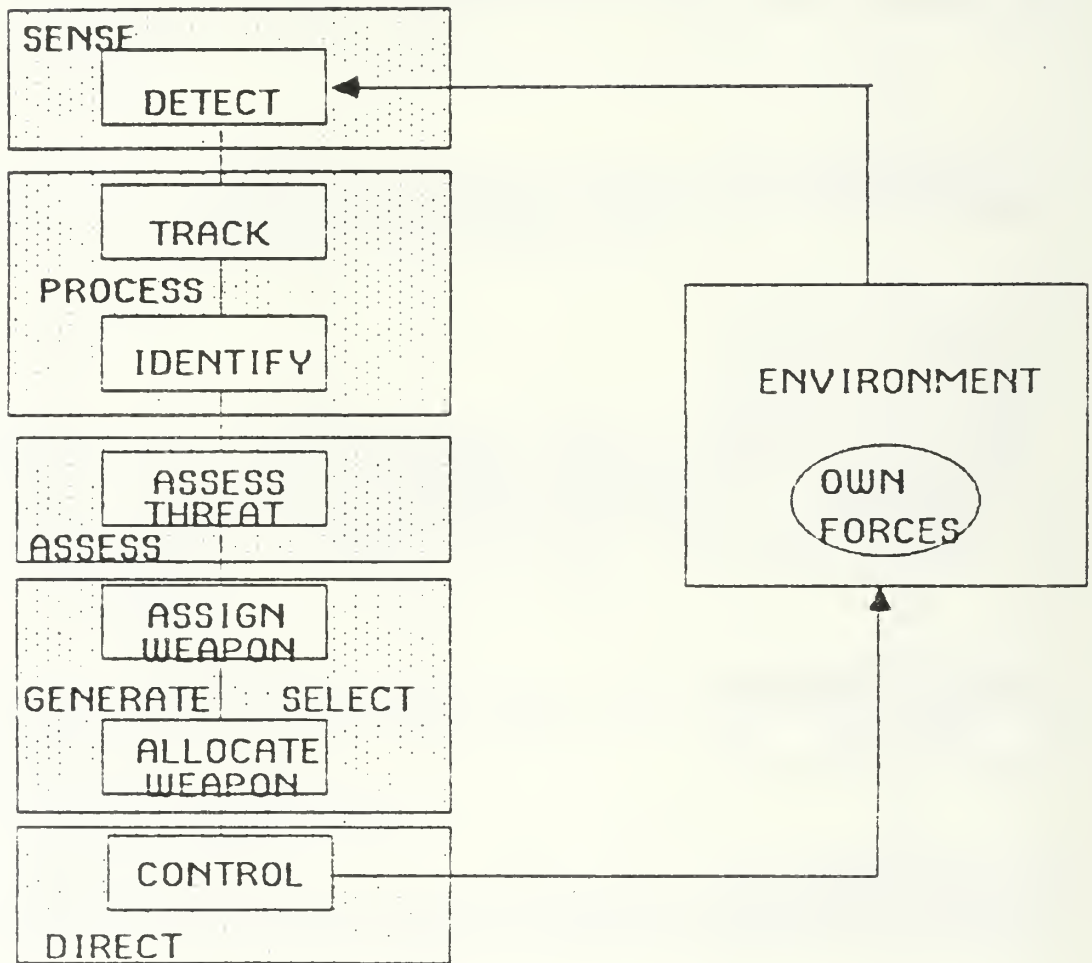 SENSE
DETECT
TRACK
PROCESS
IDENTIFY
ASSESS
THREAT
ASSESS
ASSIGN
WEAPON
GENERATE SELECT
ALLOCATE
WEAPON
CONTROL
DIRECT
ENVIRONMENT
OWN
FORCES